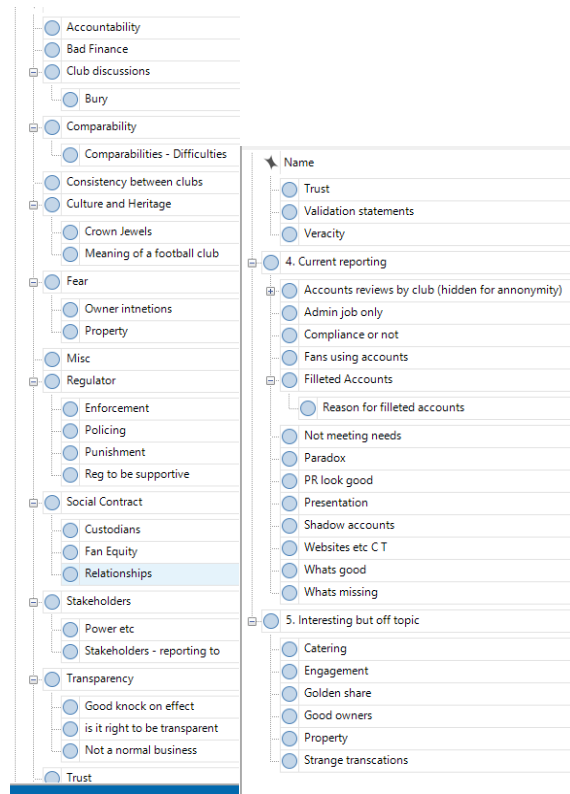 Accountability
Bad Finance
Club discussions
Bury
Comparability
Comparabilities - Difficulties
Consistency between clubs
Culture and Heritage
Crown Jewels
Meaning of a football club
Fear
Owner intnetions
Property
Misc
Regulator
Enforcement
Policing
Punishment
Reg to be supportive
Social Contract
Custodians
Fan Equity
Relationships
Stakeholders
Power etc
Stakeholders - reporting to
Transparency
Good knock on effect
is it right to be transparent
Not a normal business
Trust
Name
Trust
Validation statements
Veracity
4. Current reporting
Accounts reviews by club (hidden for annonymity)
Admin job only
Compliance or not
Fans using accounts
Filleted Accounts
Reason for filleted accounts
Not meeting needs
Paradox
PR look good
Presentation
Shadow accounts
Websites etc C T
Whats good
Whats missing
5. Interesting but off topic
Catering
Engagement
Golden share
Good owners
Property
Strange transcations